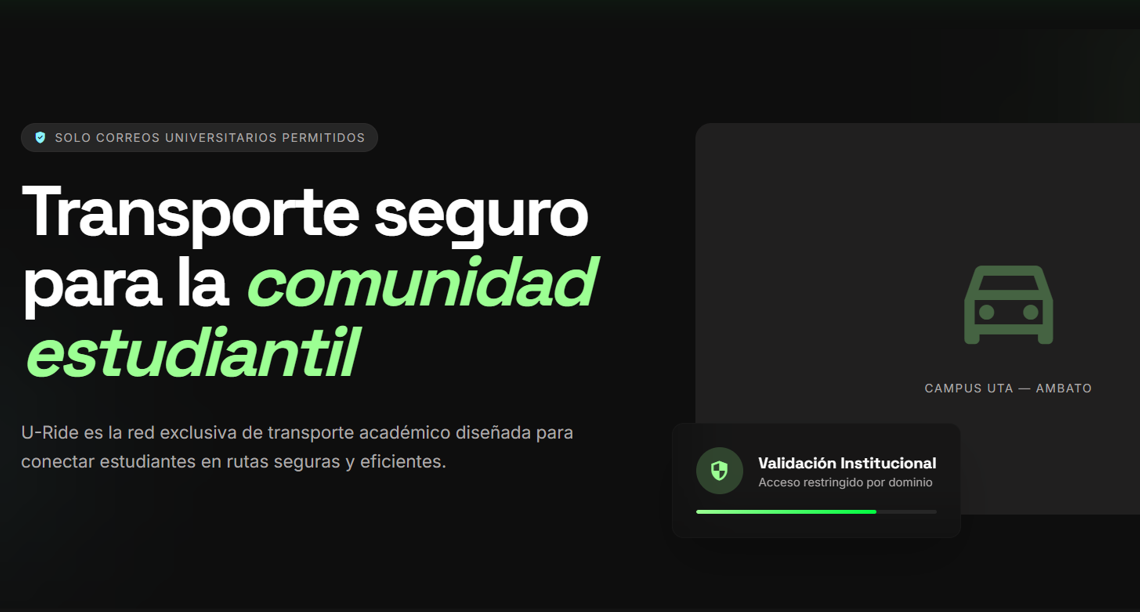 SOLO CORREOS UNIVERSITARIOS PERMITIDOS
Transporte seguro
para la comunidad
estudiantil
U-Ride es la red exclusiva de transporte académico diseñada para
conectar estudiantes en rutas seguras y eficientes.
CAMPUS UTA — AMBATO
Validación Institucional
Acceso restringido por dominio